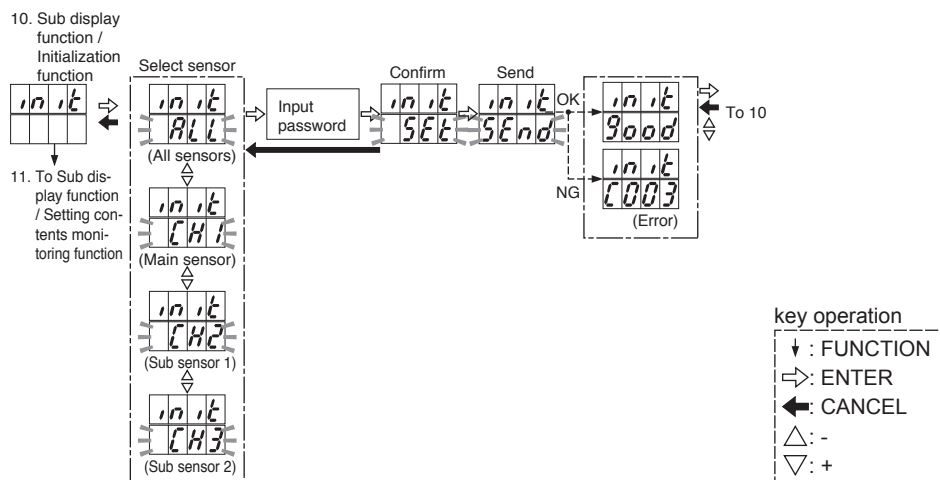 10. Sub display
function /
Initialization
function
init
11. To Sub dis-
play function
/ Setting con-
tents moni-
toring function
Select sensor
init
ALL
(All sensors)
init
CH1
(Main sensor)
init
CH2
(Sub sensor 1)
init
CH3
(Sub sensor 2)
Input
password
Confirm
init
SEt
Send
init
SEnd
OK
NG
init
good
init
C003
(Error)
To 10
key operation
: FUNCTION
: ENTER
: CANCEL
: -
: +